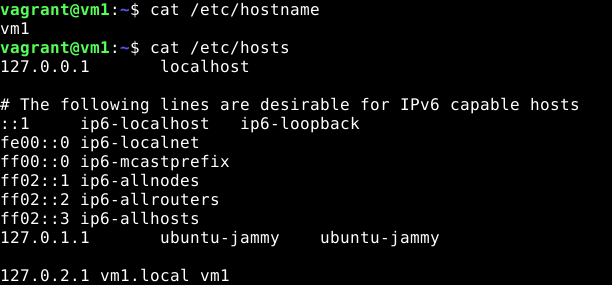 vagrant@vm1:~$ cat /etc/hostname
vm1
vagrant@vm1:~$ cat /etc/hosts
127.0.0.1       localhost

# The following lines are desirable for IPv6 capable hosts
::1     ip6-localhost   ip6-loopback
fe00::0 ip6-localnet
ff00::0 ip6-mcastprefix
ff02::1 ip6-allnodes
ff02::2 ip6-allrouters
ff02::3 ip6-allhosts
127.0.1.1       ubuntu-jammy    ubuntu-jammy

127.0.2.1 vm1.local vm1